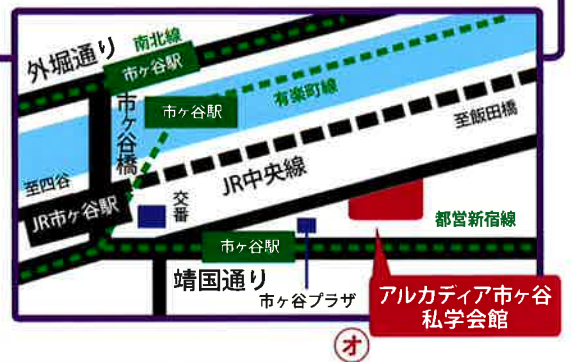 外堀通り
南北線
市ヶ谷駅
市ヶ谷橋
市ヶ谷駅
有楽町線
至飯田橋
至四谷
JR市ヶ谷駅
交番
JR中央線
都営新宿線
市ヶ谷駅
靖国通り
市ヶ谷プラザ
アルカディア市ヶ谷
私学会館
オ